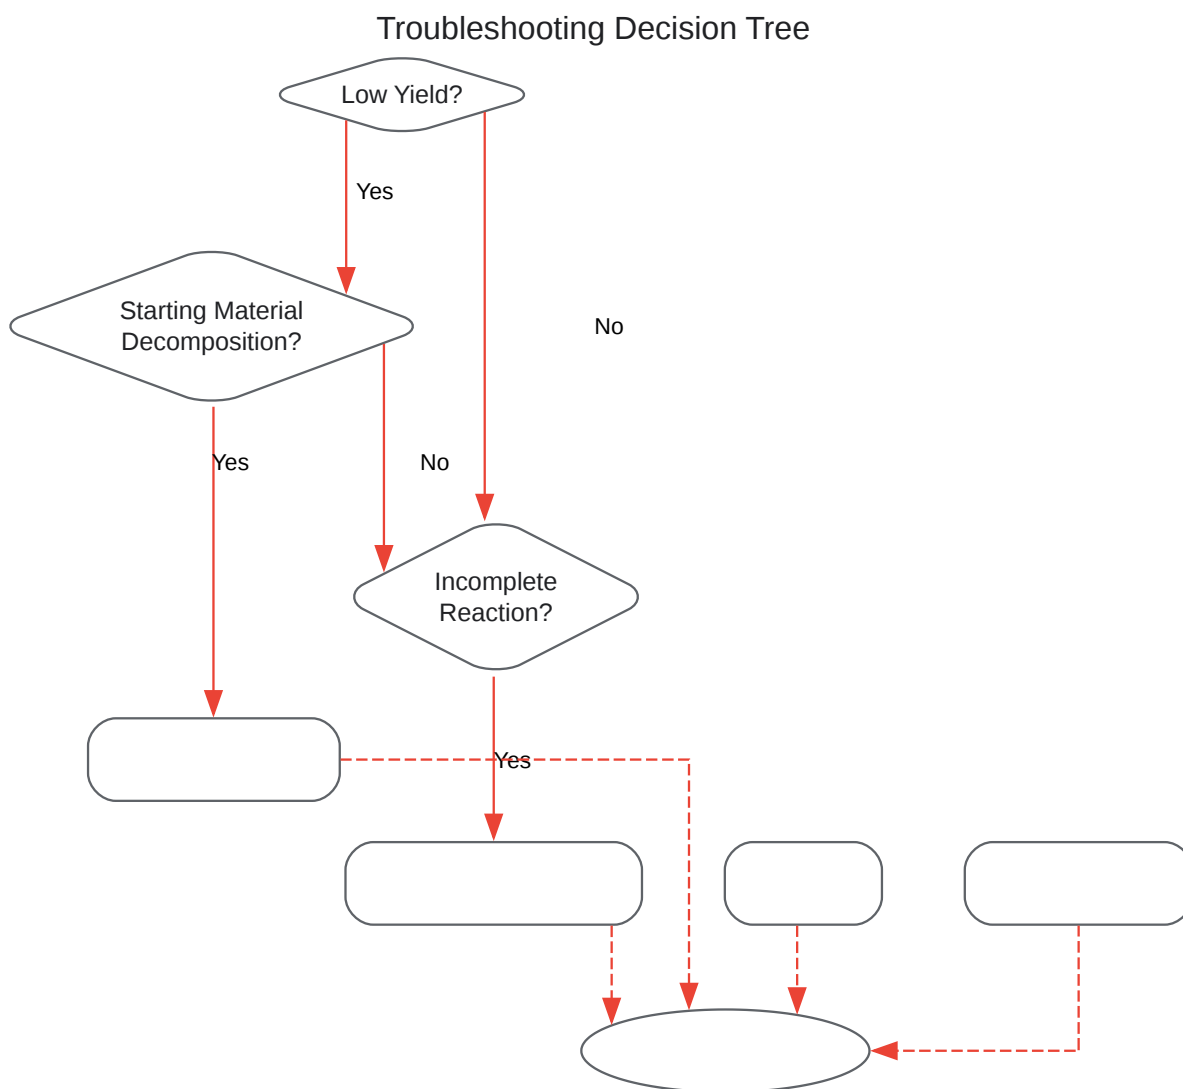 Troubleshooting Decision Tree
Low Yield?
Yes
Starting Material
Decomposition?
No
Yes
No
Incomplete
Reaction?
Yes